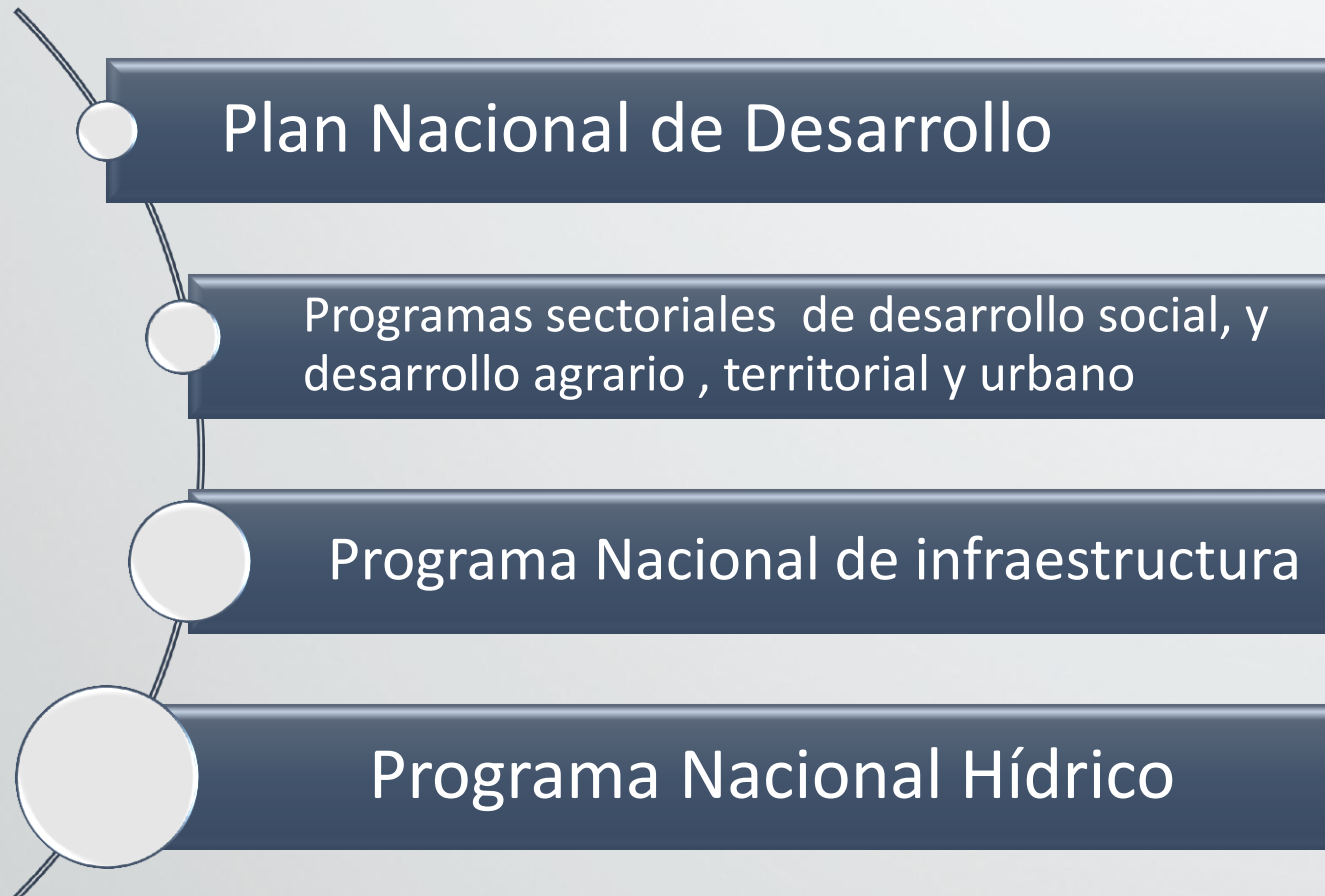 Plan Nacional de Desarrollo
Programas sectoriales  de desarrollo social, y
desarrollo agrario , territorial y urbano
Programa Nacional de infraestructura
Programa Nacional Hídrico